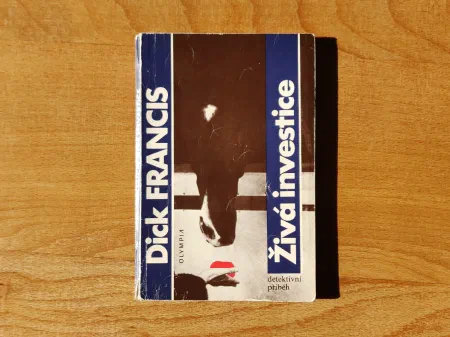 Dick FRANCIS
OLYMPIA
Živá investice
detektivní
příběh